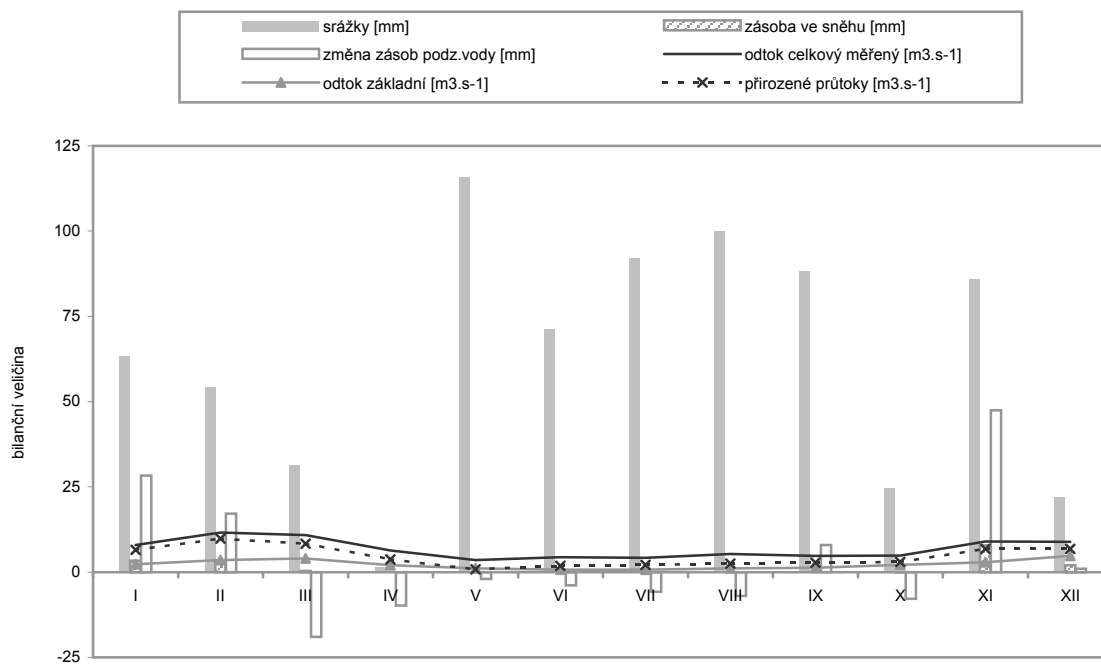 srážky [mm]
zásoba ve sněhu [mm]
změna zásob podz.vody [mm]
odtok celkový měřený [m3.s-1]
odtok základní [m3.s-1]
přirozené průtoky [m3.s-1]
125
100
75
50
25
0
-25
bilanční veličina
I II III IV V VI VII VIII IX X XI XII